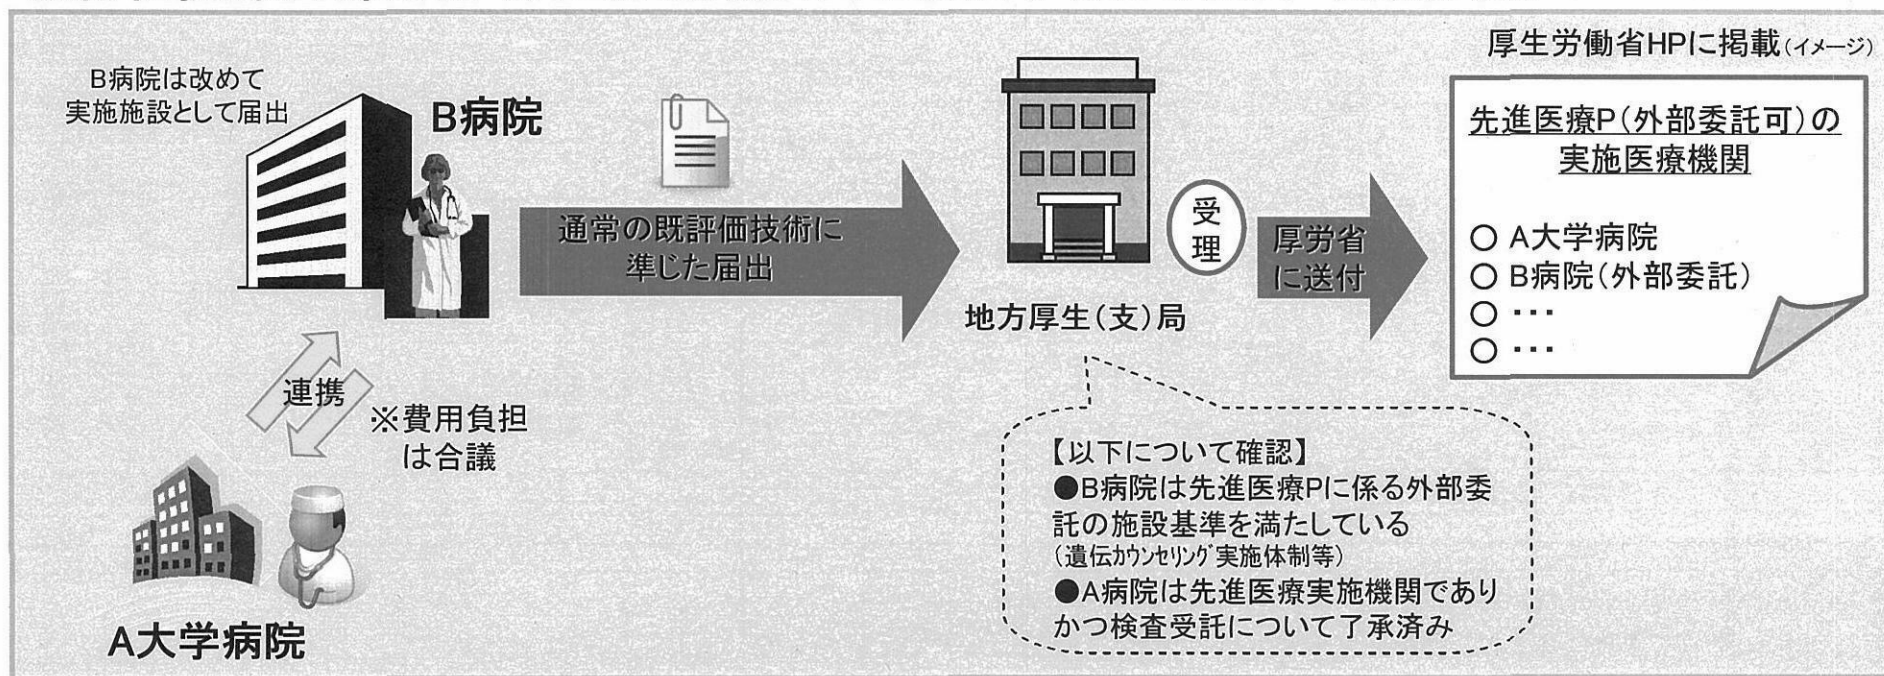 B病院は改めて
実施施設として届出
B病院
通常の既評価技術に
準じた届出
受
理
地方厚生(支)局
厚労省
に送付
厚生労働省HPに掲載(イメージ)
先進医療P(外部委託可)の
実施医療機関
○ A大学病院
○ B病院(外部委託)
○ ・・・
○ ・・・
連携
※費用負担
は合議
A大学病院
【以下について確認】
●B病院は先進医療Pに係る外部委
託の施設基準を満たしている
(遺伝カウンセリング実施体制等)
●A病院は先進医療実施機関であり
かつ検査受託について了承済み